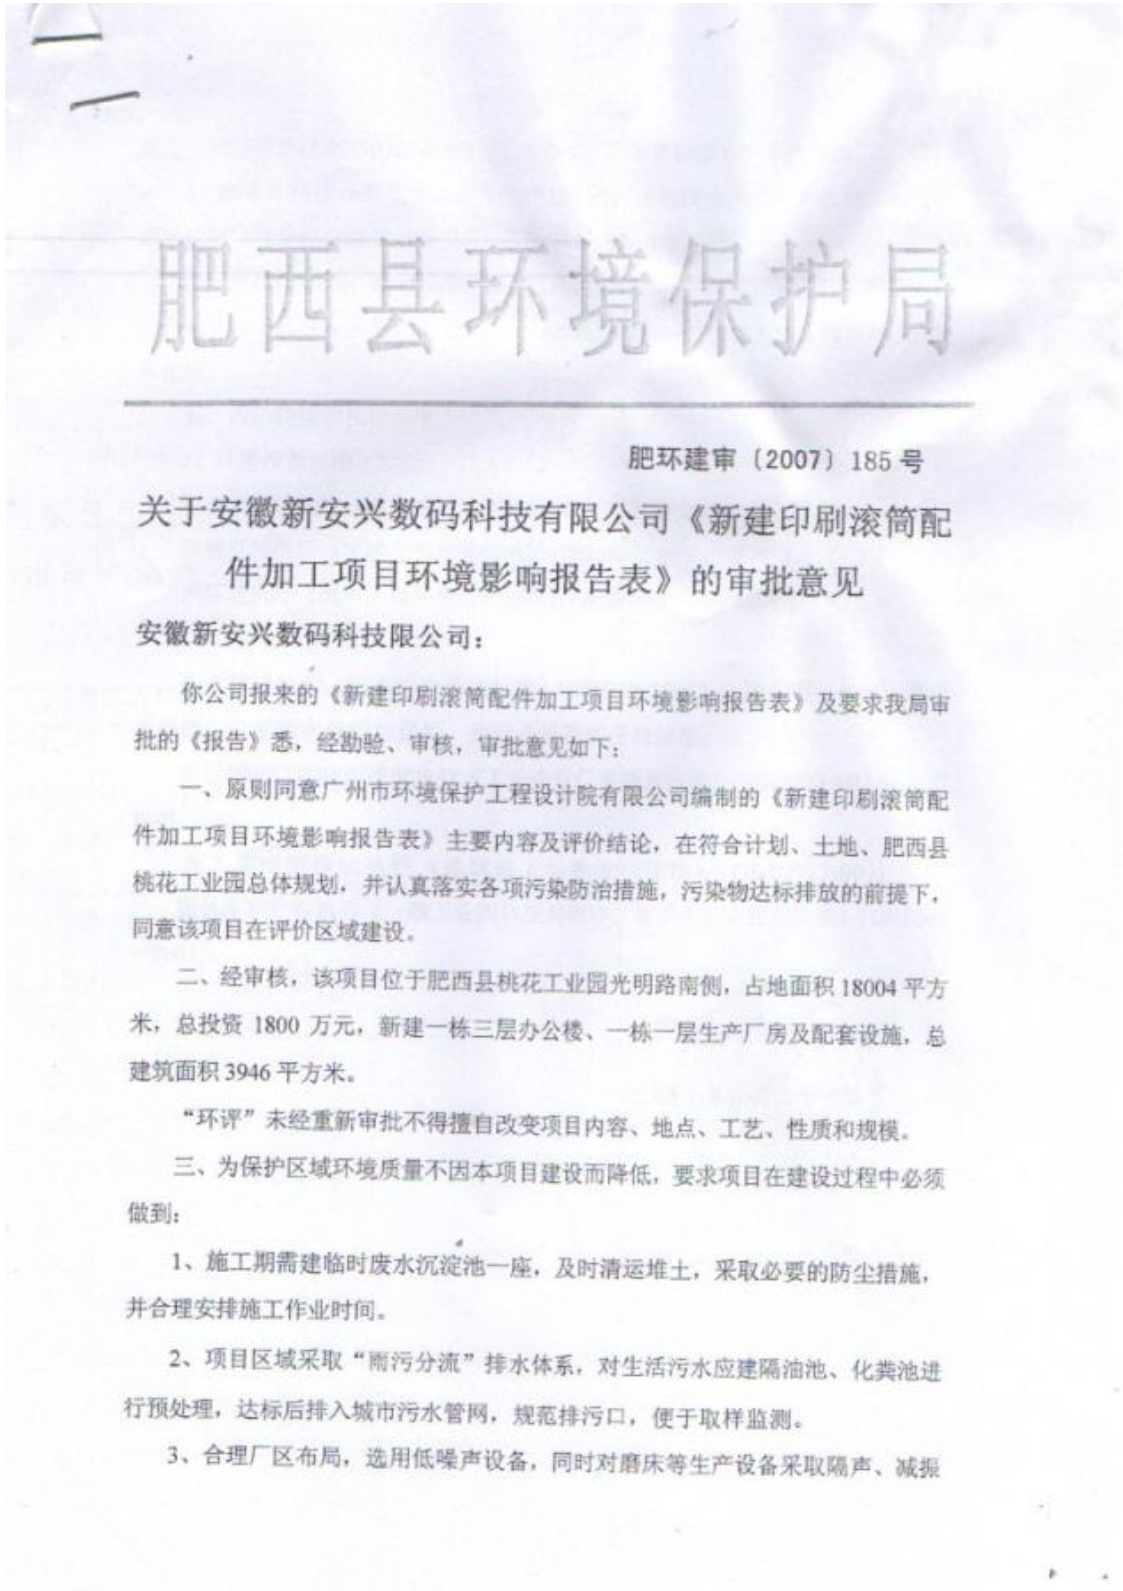 肥西县环境保护局
肥环建审〔2007〕185号
关于安徽新安兴数码科技有限公司《新建印刷滚筒配
件加工项目环境影响报告表》的审批意见
安徽新安兴数码科技限公司：
你公司报来的《新建印刷滚筒配件加工项目环境影响报告表》及要求我局审
批的《报告》悉，经勘验、审核，审批意见如下：
一、原则同意广州市环境保护工程设计院有限公司编制的《新建印刷滚筒配
件加工项目环境影响报告表》主要内容及评价结论，在符合计划、土地、肥西县
桃花工业园总体规划，并认真落实各项污染防治措施，污染物达标排放的前提下，
同意该项目在评价区域建设。
二、经审核，该项目位于肥西县桃花工业园光明路南侧，占地面积18004平方
米，总投资1800万元，新建一栋三层办公楼、一栋一层生产厂房及配套设施，总
建筑面积3946平方米。
“环评”未经重新审批不得擅自改变项目内容、地点、工艺、性质和规模。
三、为保护区域环境质量不因本项目建设而降低，要求项目在建设过程中必须
做到：
1、施工期需建临时废水沉淀池一座，及时清运堆土，采取必要的防尘措施，
并合理安排施工作业时间。
2、项目区域采取“雨污分流”排水体系，对生活污水应建隔油池、化粪池进
行预处理，达标后排入城市污水管网，规范排污口，便于取样监测。
3、合理厂区布局，选用低噪声设备，同时对磨床等生产设备采取隔声、减振